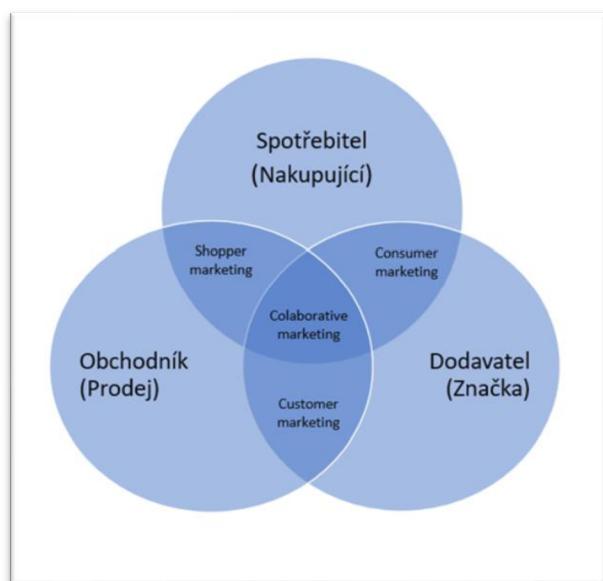 Spotřebitel
(Nakupující)
Shopper
marketing
Consumer
marketing
Colaborative
marketing
Obchodník
(Prodej)
Dodavatel
(Značka)
Customer
marketing